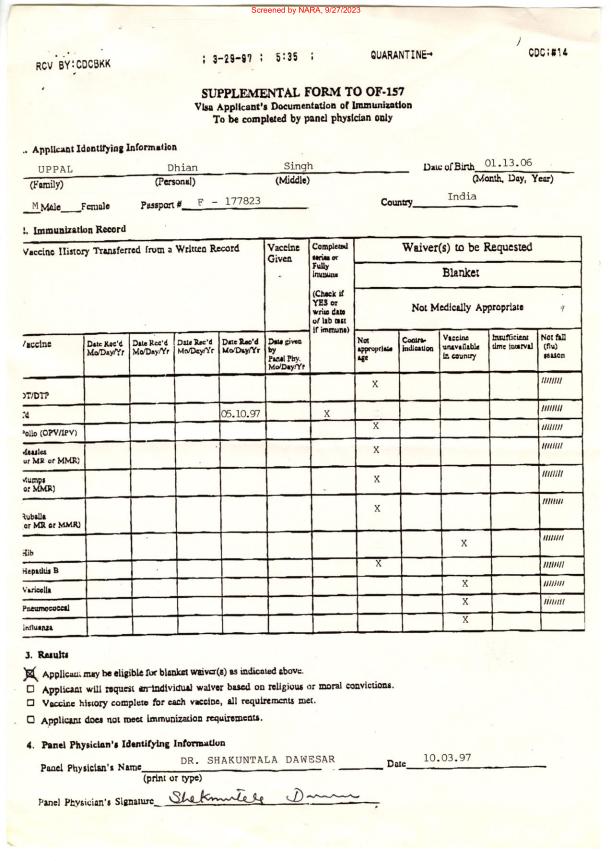 Screened by NARA, 9/27/2023
RCV BY:CDCBKK ; 3-29-97 ; 5:35 ; QUARANTINE→ CDC;#14
SUPPLEMENTAL FORM TO OF-157
Visa Applicant's Documentation of Immunization
To be completed by panel physician only
. Applicant Identifying Information
UPPAL Dhian Singh Date of Birth 01.13.06
(Family) (Personal) (Middle) (Month, Day, Year)
M Male Female Passport # F - 177823 Country India
2. Immunization Record
Vaccine History Transferred from a Written Record
Vaccine Given
Completed series or Fully Immune (Check if YES or write date of lab test if immune)
Waiver(s) to be Requested
Blanket
Not Medically Appropriate
Vaccine Date Rec'd Mo/Day/Yr Date Rec'd Mo/Day/Yr Date Rec'd Mo/Day/Yr Date Rec'd Mo/Day/Yr Date given by Panel Phy. Mo/Day/Yr Not appropriate age Contra-indication Vaccine unavailable in country Insufficient time interval Not fall (flu) season
DT/DTP X ////////
Td 05.10.97 X ////////
Polio (OPV/IPV) X ////////
Measles
or MR or MMR) X ////////
Mumps
or MMR) X ////////
Rubella
or MR or MMR) X ////////
Hib X ////////
Hepatitis B X ////////
Varicella X ////////
Pneumococcal X ////////
Influenza X
3. Results
☒ Applicant may be eligible for blanket waiver(s) as indicated above.
☐ Applicant will request an individual waiver based on religious or moral convictions.
☐ Vaccine history complete for each vaccine, all requirements met.
☐ Applicant does not meet immunization requirements.
4. Panel Physician's Identifying Information
Panel Physician's Name DR. SHAKUNTALA DAWESAR Date 10.03.97
(print or type)
Panel Physician's Signature